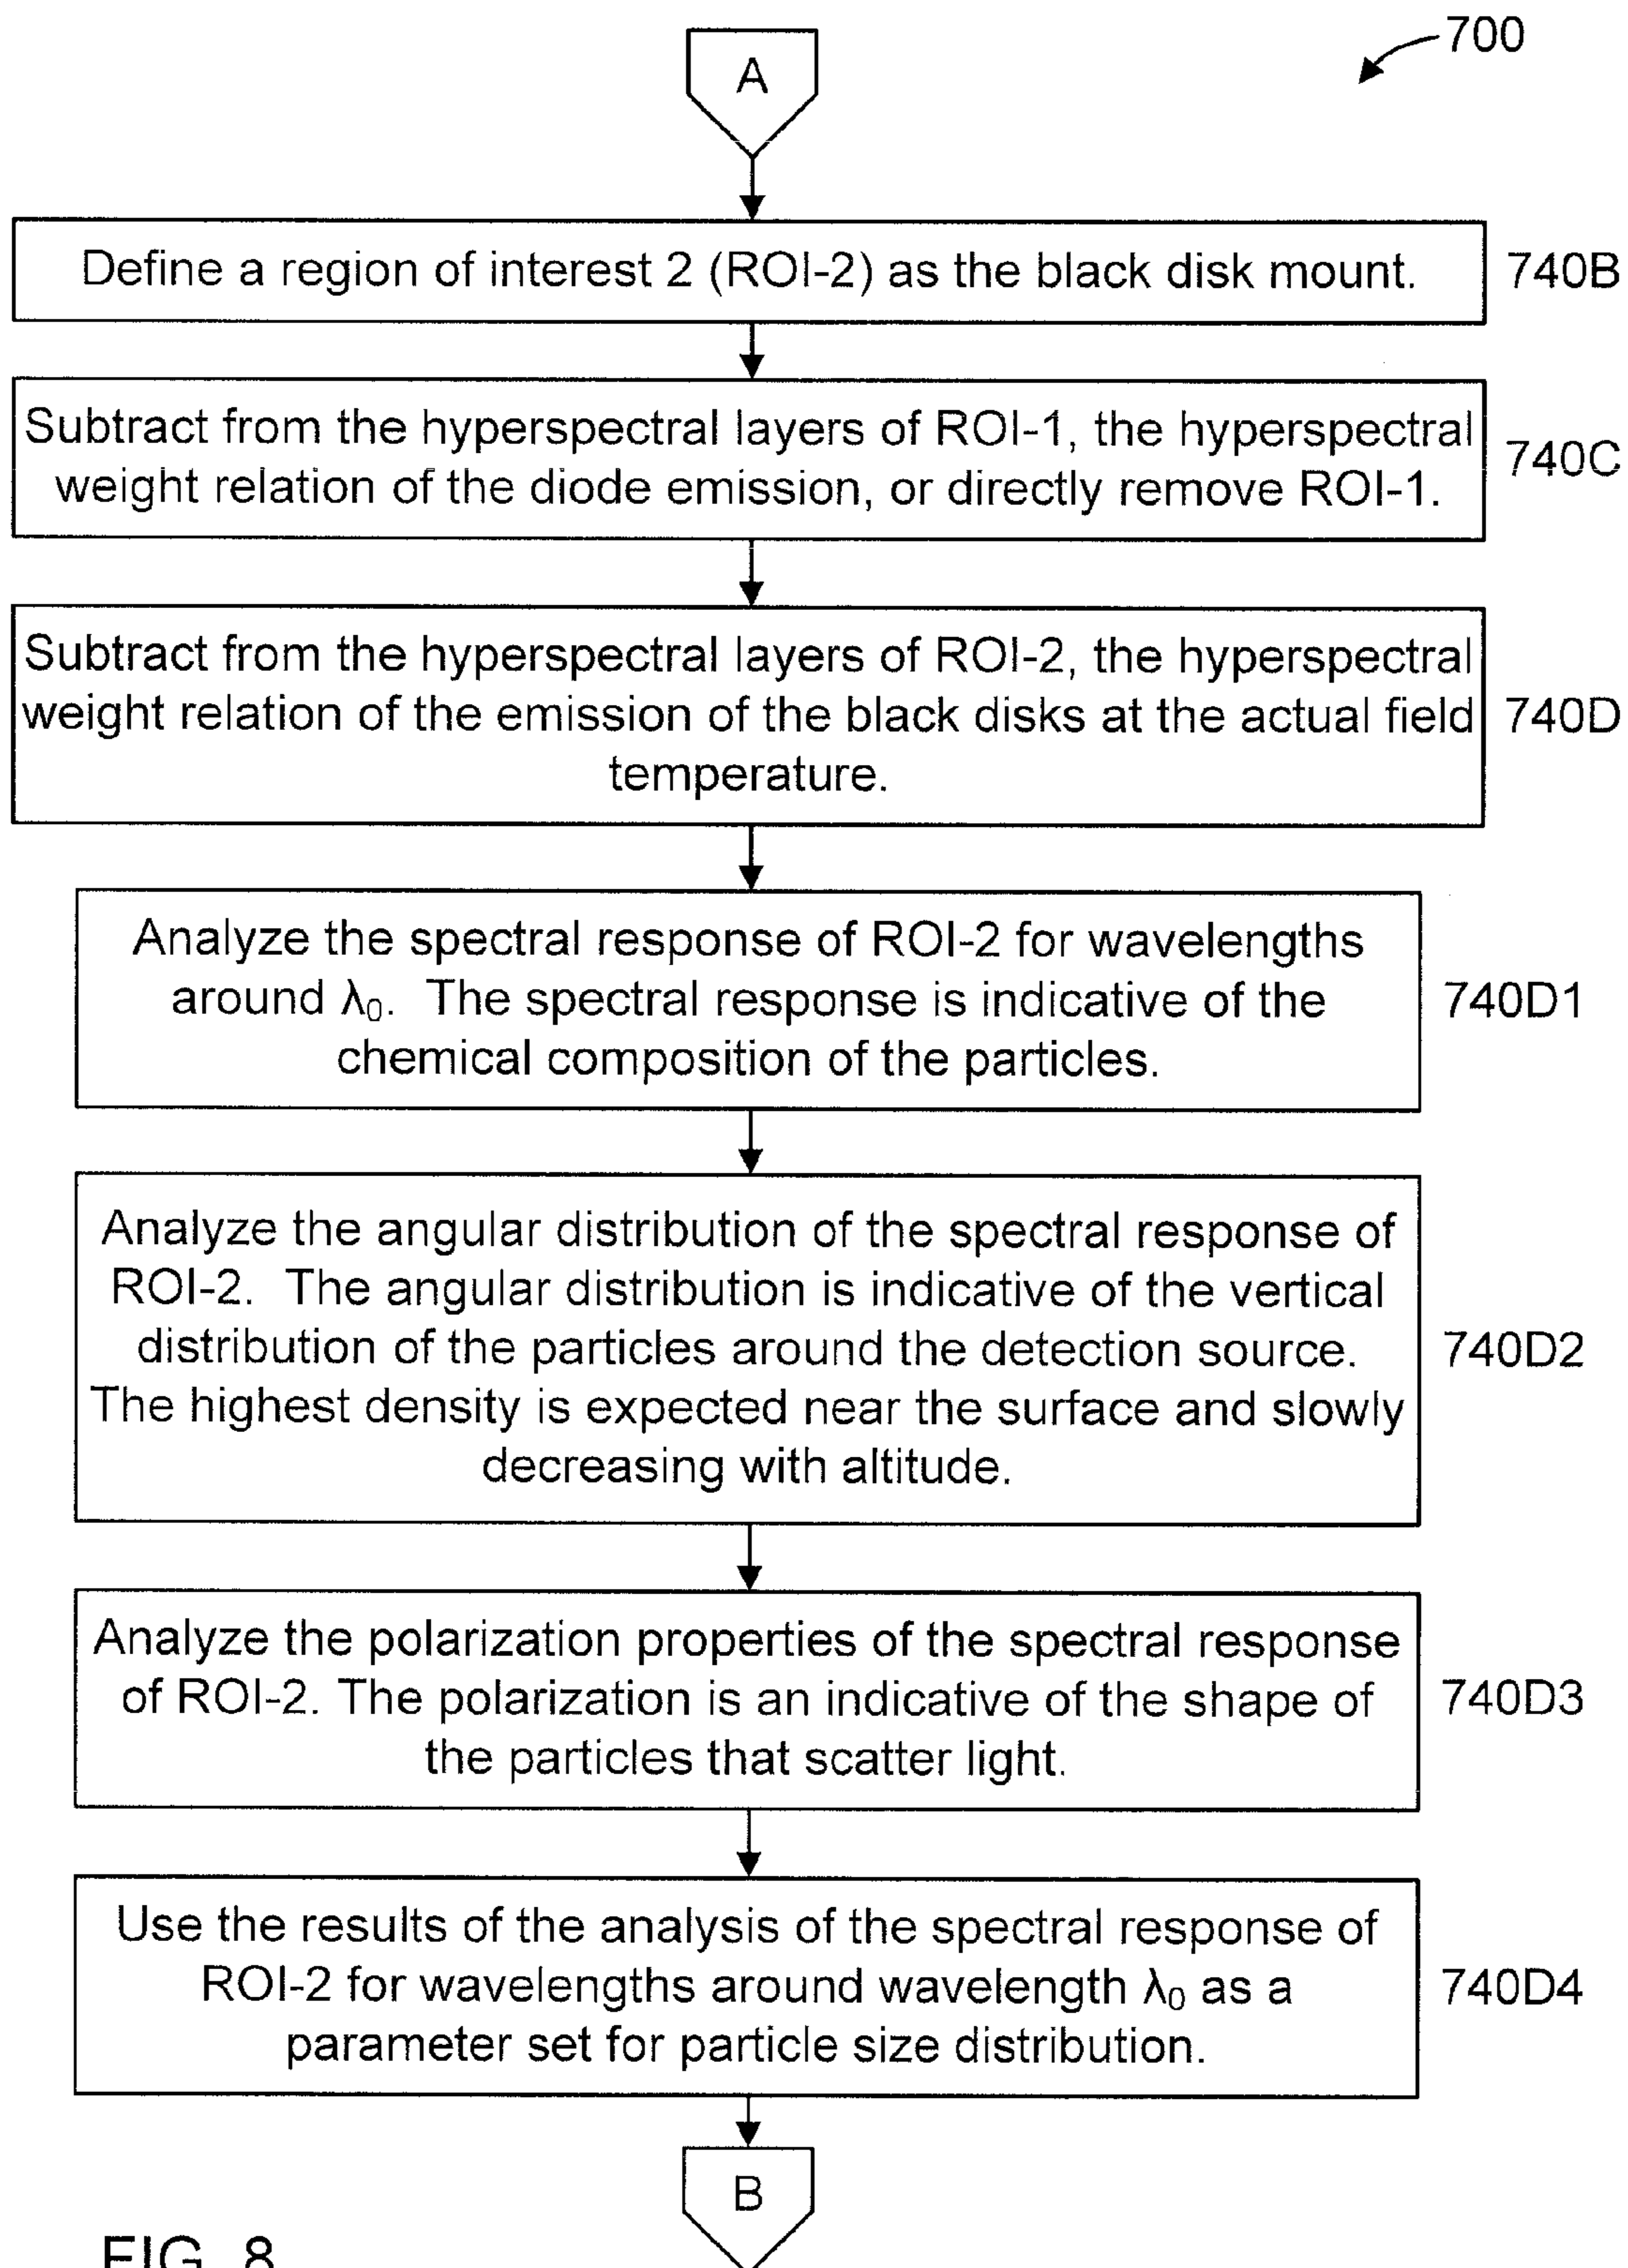 700
A
Define a region of interest 2 (ROI-2) as the black disk mount.
740B
Subtract from the hyperspectral layers of ROI-1, the hyperspectral
weight relation of the diode emission, or directly remove ROI-1.
740C
Subtract from the hyperspectral layers of ROI-2, the hyperspectral
weight relation of the emission of the black disks at the actual field
temperature.
740D
Analyze the spectral response of ROI-2 for wavelengths
around λ₀. The spectral response is indicative of the
chemical composition of the particles.
740D1
Analyze the angular distribution of the spectral response of
ROI-2. The angular distribution is indicative of the vertical
distribution of the particles around the detection source.
The highest density is expected near the surface and slowly
decreasing with altitude.
740D2
Analyze the polarization properties of the spectral response
of ROI-2. The polarization is an indicative of the shape of
the particles that scatter light.
740D3
Use the results of the analysis of the spectral response of
ROI-2 for wavelengths around wavelength λ₀ as a
parameter set for particle size distribution.
740D4
B
FIG. 8